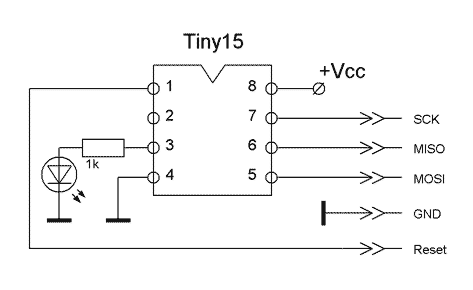 Tiny15
+Vcc
1 8
2 7 SCK
3 6 MISO
1k
4 5 MOSI
GND
Reset